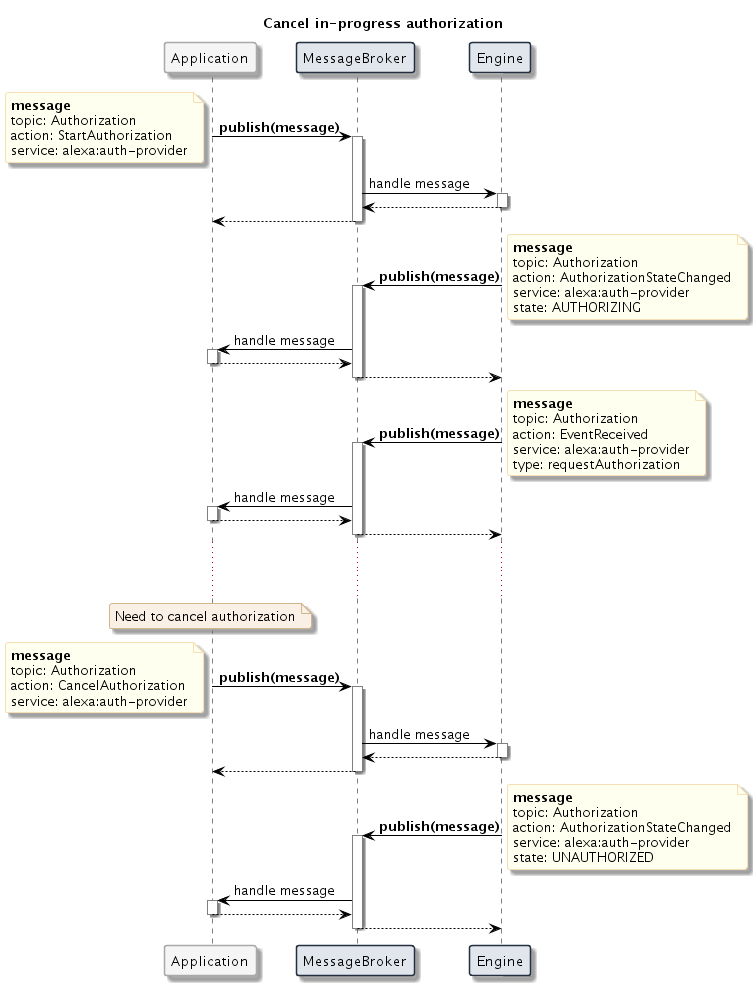 Cancel in-progress authorization
Application
MessageBroker
Engine
message
topic: Authorization
action: StartAuthorization
service: alexa:auth-provider
publish(message)
handle message
message
topic: Authorization
action: AuthorizationStateChanged
service: alexa:auth-provider
state: AUTHORIZING
publish(message)
handle message
message
topic: Authorization
action: EventReceived
service: alexa:auth-provider
type: requestAuthorization
publish(message)
handle message
Need to cancel authorization
message
topic: Authorization
action: CancelAuthorization
service: alexa:auth-provider
publish(message)
handle message
message
topic: Authorization
action: AuthorizationStateChanged
service: alexa:auth-provider
state: UNAUTHORIZED
publish(message)
handle message
Application
MessageBroker
Engine